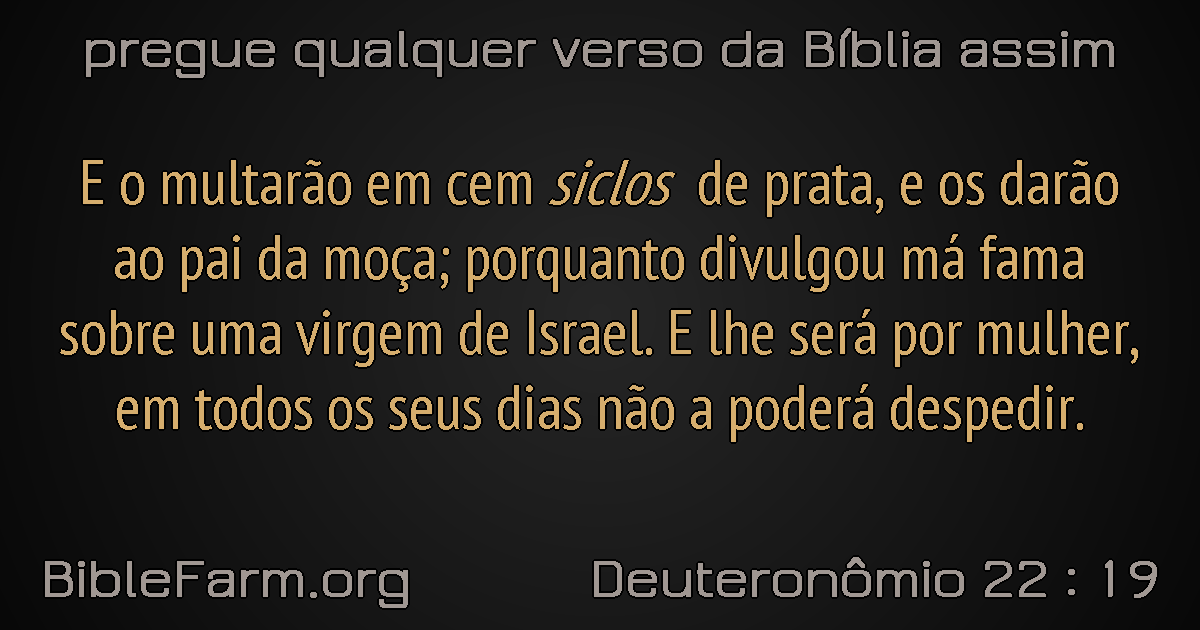 pregue qualquer verso da Bíblia assim
E o multarão em cem siclos de prata, e os darão
ao pai da moça; porquanto divulgou má fama
sobre uma virgem de Israel. E lhe será por mulher,
em todos os seus dias não a poderá despedir.
BibleFarm.org
Deuteronômio 22 : 19